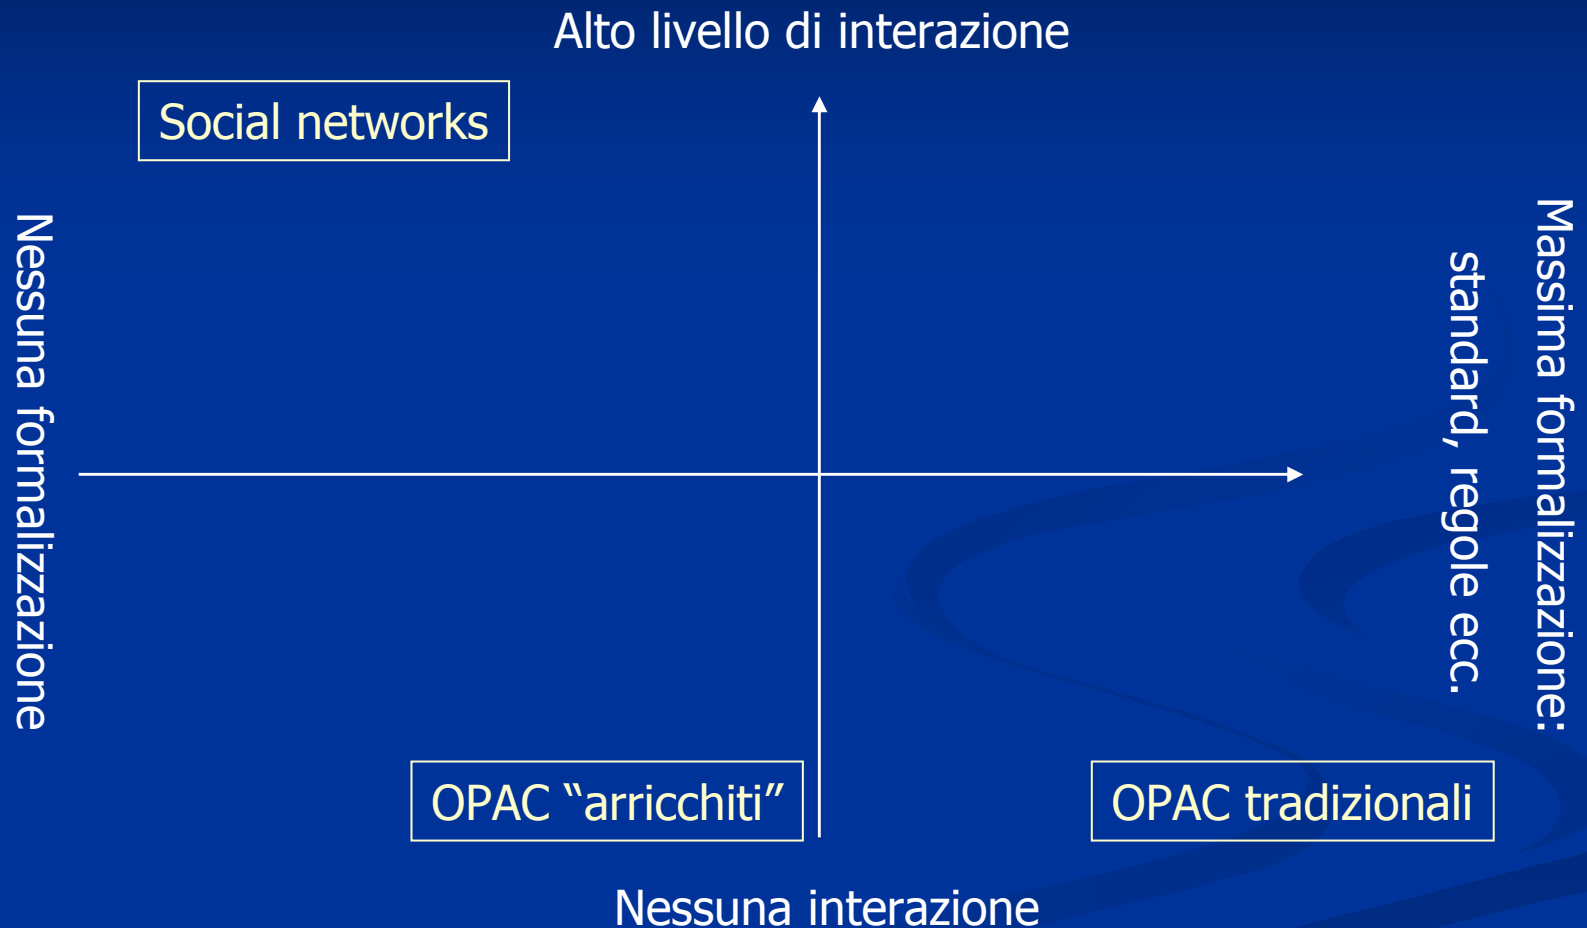 Alto livello di interazione
Social networks
Nessuna formalizzazione
Massima formalizzazione:
standard, regole ecc.
OPAC “arricchiti”
OPAC tradizionali
Nessuna interazione